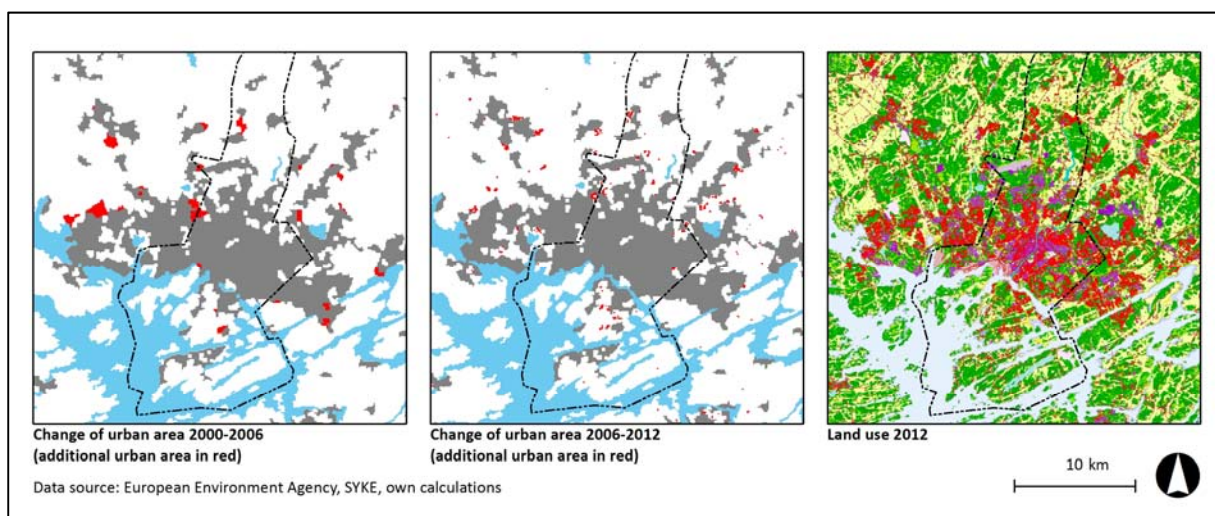 Change of urban area 2000-2006
(additional urban area in red)
Change of urban area 2006-2012
(additional urban area in red)
Land use 2012
10 km
Data source: European Environment Agency, SYKE, own calculations